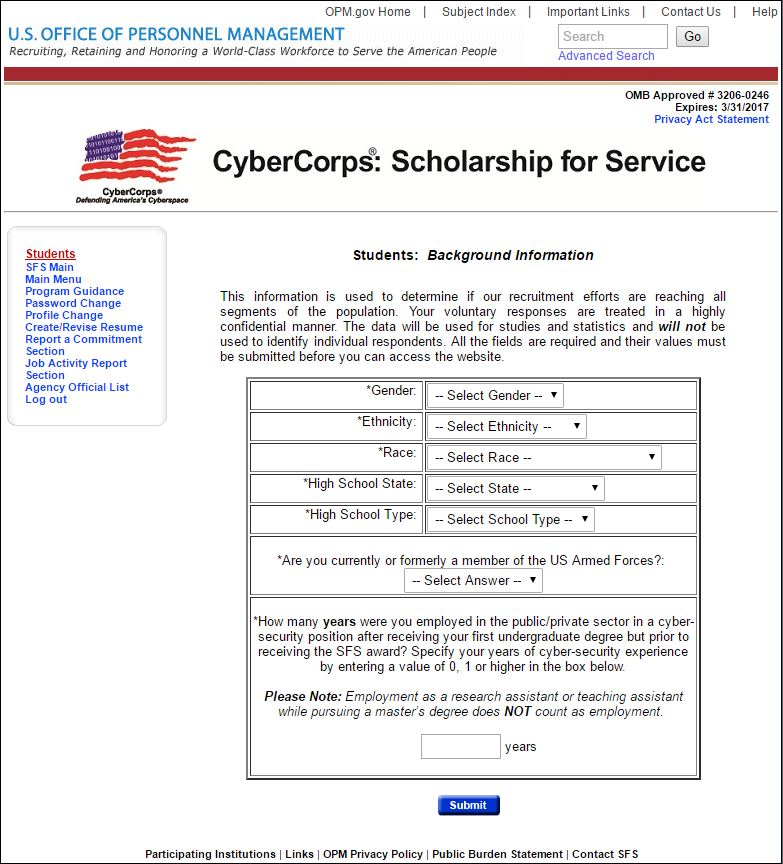 OPM.gov Home | Subject Index | Important Links | Contact Us | Help
U.S. OFFICE OF PERSONNEL MANAGEMENT
Recruiting, Retaining and Honoring a World-Class Workforce to Serve the American People
Search Go
Advanced Search
OMB Approved # 3206-0246
Expires: 3/31/2017
Privacy Act Statement
CyberCorps®
Defending America's Cyberspace
CyberCorps®: Scholarship for Service
Students
SFS Main
Main Menu
Program Guidance
Password Change
Profile Change
Create/Revise Resume
Report a Commitment
Section
Job Activity Report
Section
Agency Official List
Log out
Students: Background Information
This information is used to determine if our recruitment efforts are reaching all
segments of the population. Your voluntary responses are treated in a highly
confidential manner. The data will be used for studies and statistics and will not be
used to identify individual respondents. All the fields are required and their values must
be submitted before you can access the website.
*Gender: -- Select Gender --
*Ethnicity: -- Select Ethnicity --
*Race: -- Select Race --
*High School State: -- Select State --
*High School Type: -- Select School Type --
*Are you currently or formerly a member of the US Armed Forces?:
-- Select Answer --
*How many years were you employed in the public/private sector in a cyber-
security position after receiving your first undergraduate degree but prior to
receiving the SFS award? Specify your years of cyber-security experience
by entering a value of 0, 1 or higher in the box below.
Please Note: Employment as a research assistant or teaching assistant
while pursuing a master's degree does NOT count as employment.
years
Submit
Participating Institutions | Links | OPM Privacy Policy | Public Burden Statement | Contact SFS